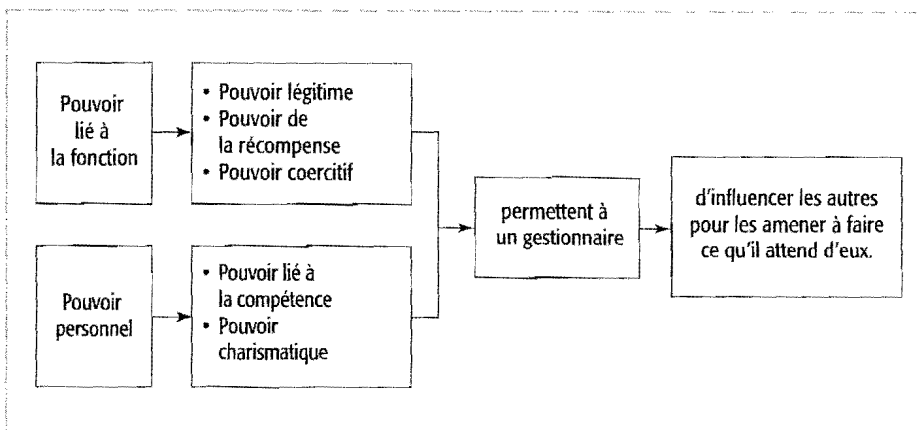 Pouvoir
lié à
la fonction
• Pouvoir légitime
• Pouvoir de
la récompense
• Pouvoir coercitif
Pouvoir
personnel
• Pouvoir lié à
la compétence
• Pouvoir
charismatique
permettent à
un gestionnaire
d'influencer les autres
pour les amener à faire
ce qu'il attend d'eux.